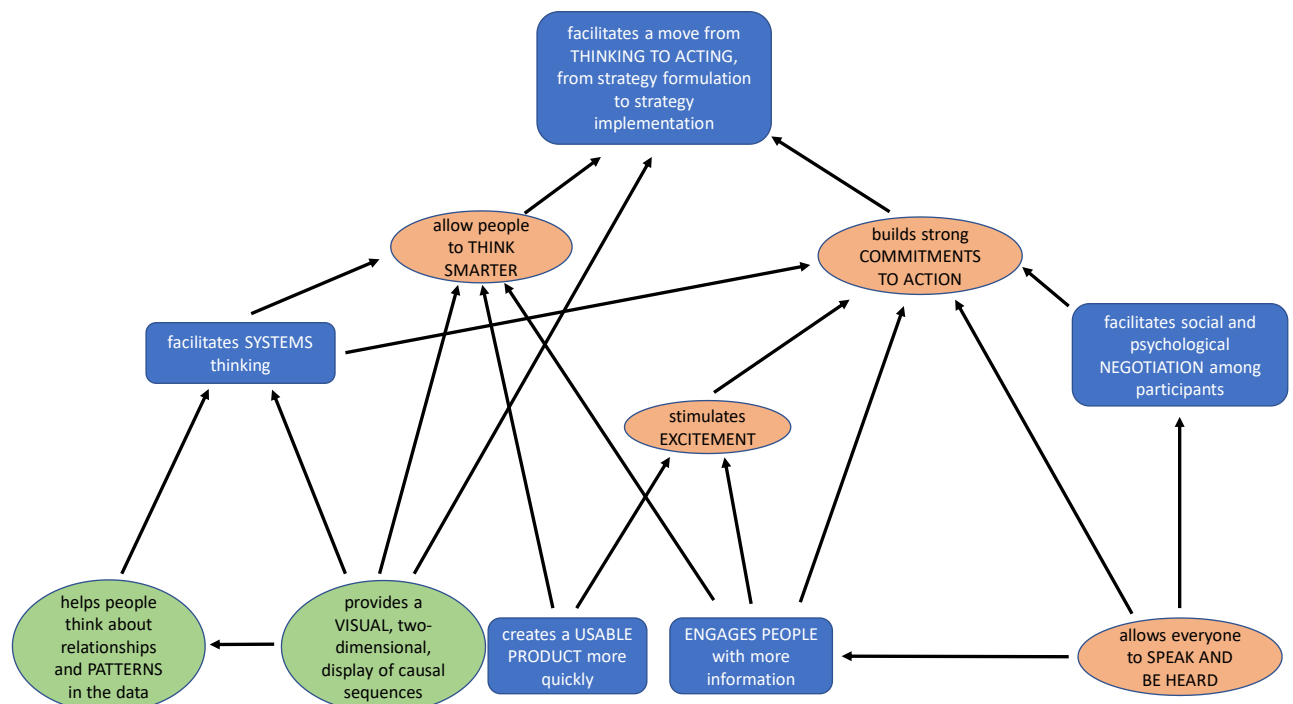 facilitates a move from
THINKING TO ACTING,
from strategy formulation
to strategy
implementation
allow people
to THINK
SMARTER
builds strong
COMMITMENTS
TO ACTION
facilitates SYSTEMS
thinking
facilitates social and
psychological
NEGOTIATION among
participants
stimulates
EXCITEMENT
helps people
think about
relationships
and PATTERNS
in the data
provides a
VISUAL, two-
dimensional,
display of causal
sequences
creates a USABLE
PRODUCT more
quickly
ENGAGES PEOPLE
with more
information
allows everyone
to SPEAK AND
BE HEARD